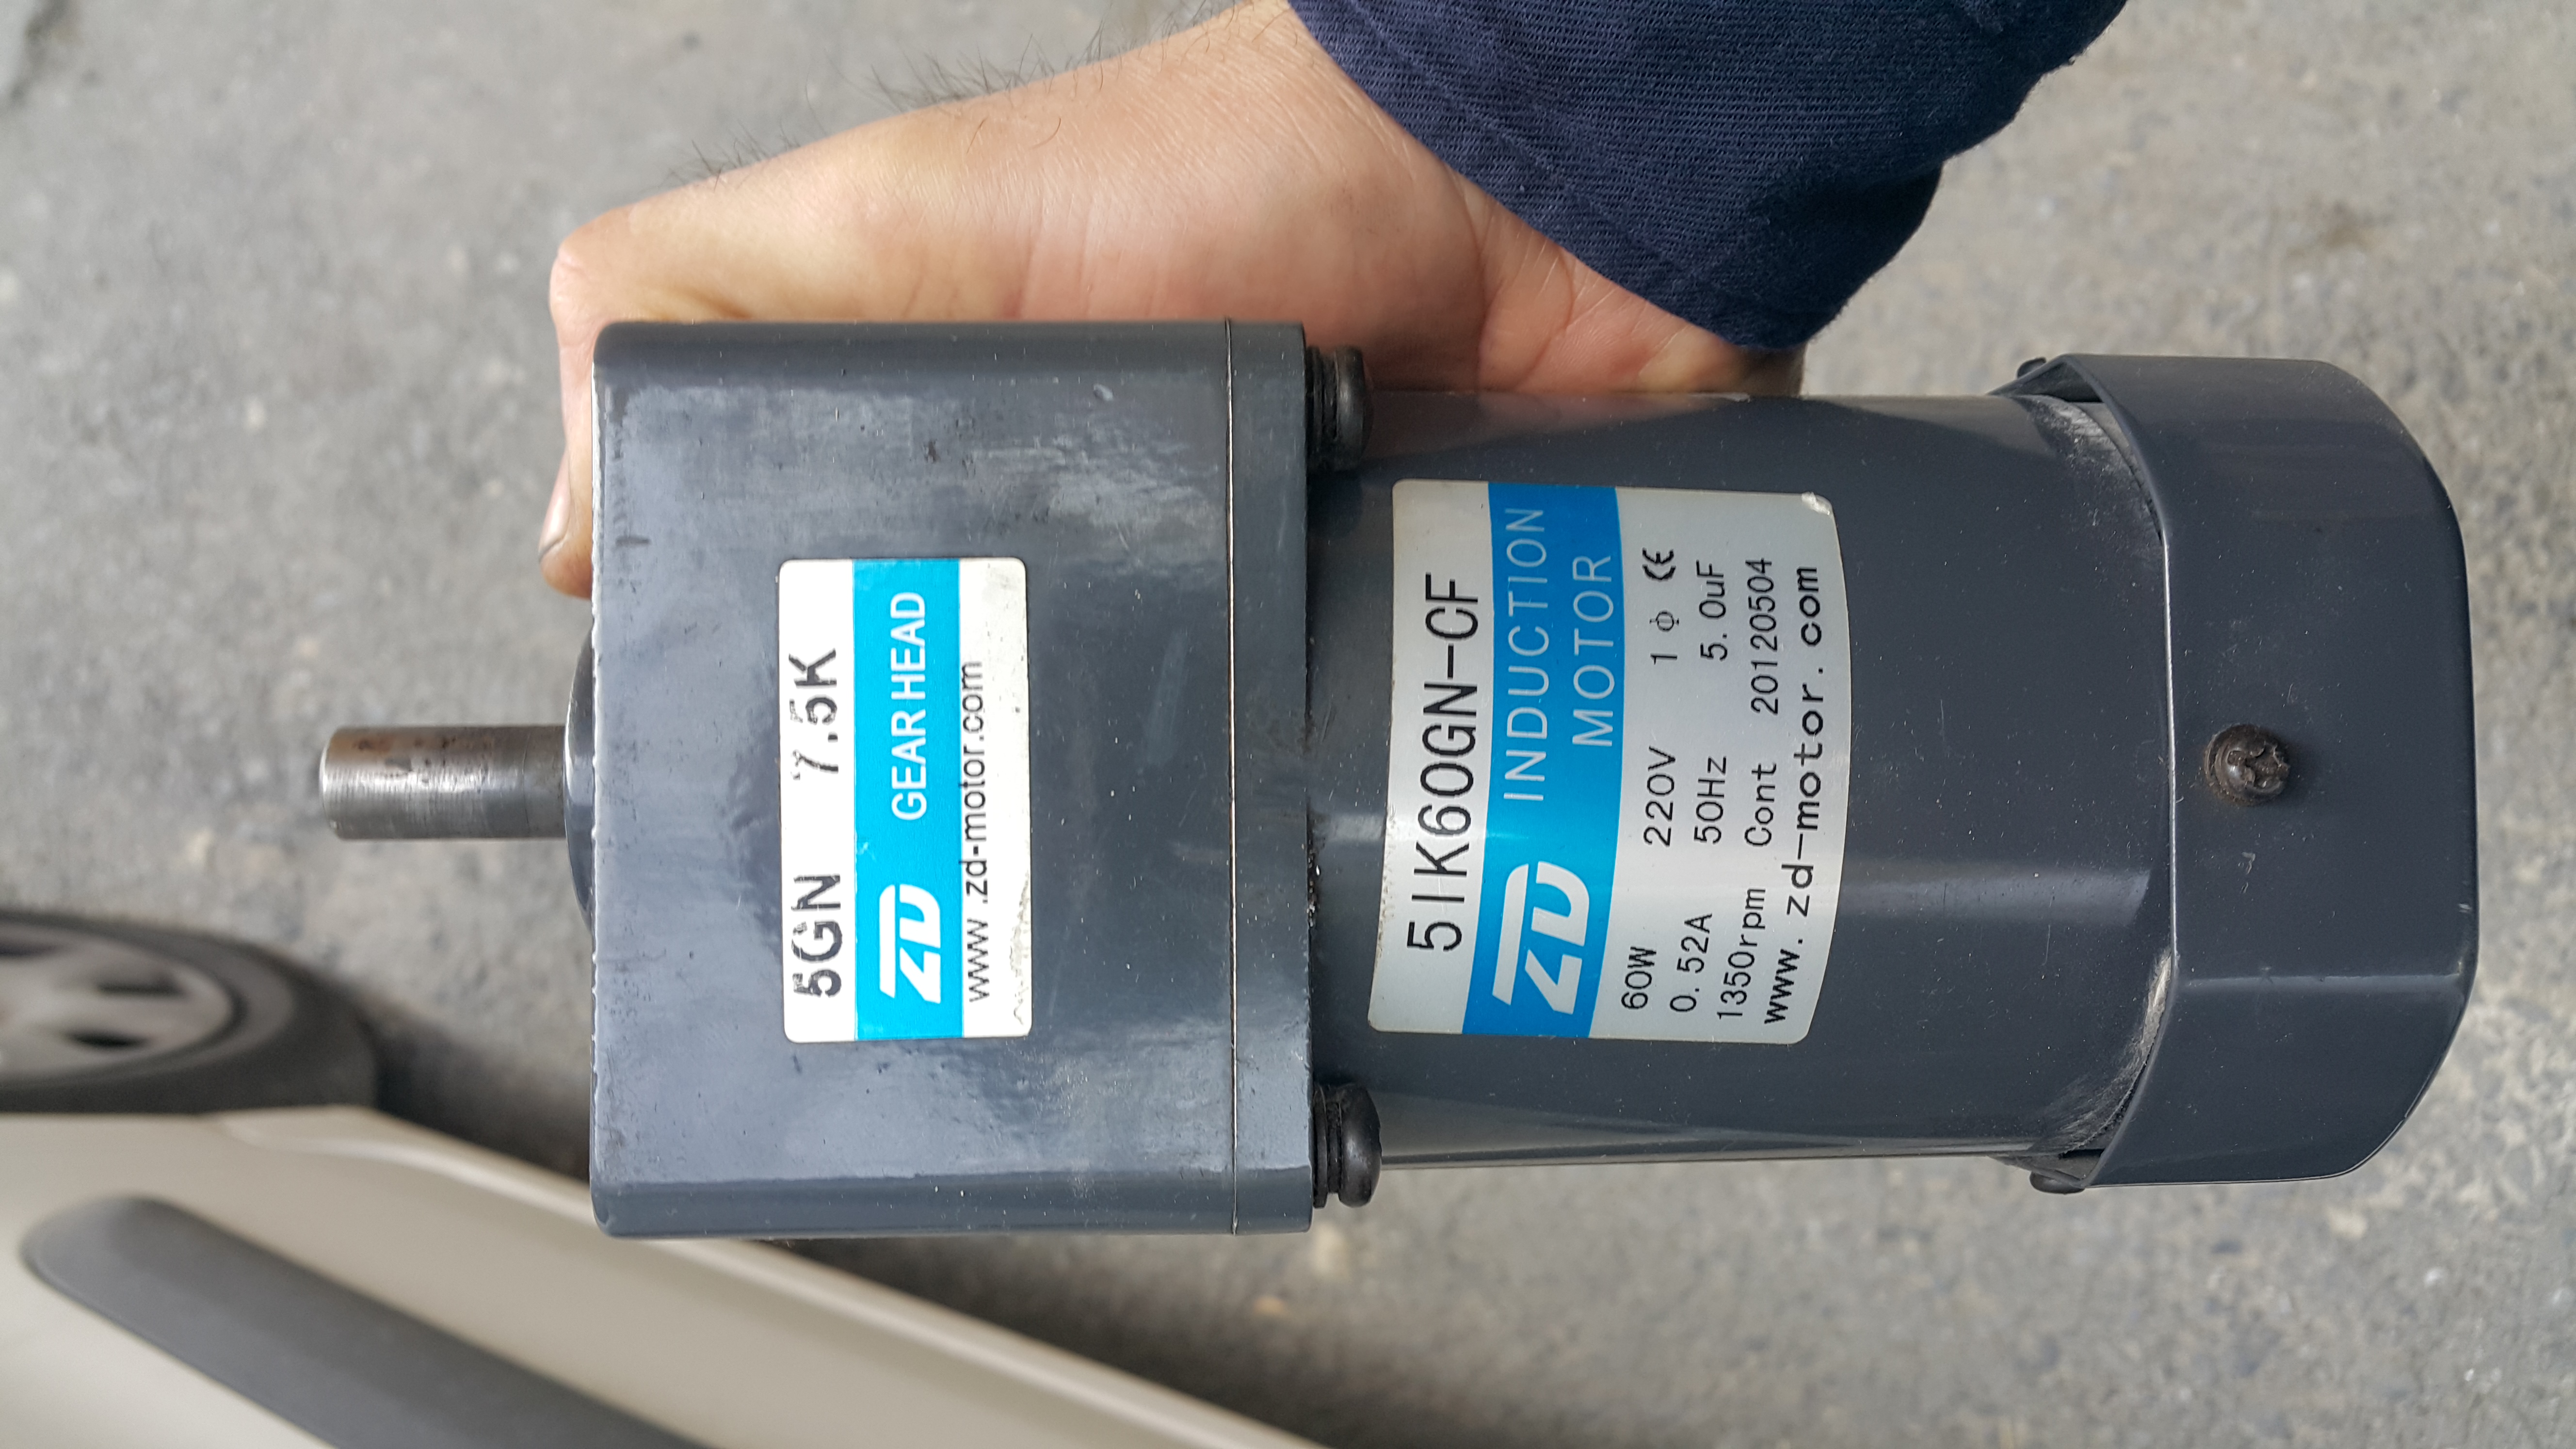 5GN 7.5K
ZD GEAR HEAD
www.zd-motor.com
5IK60GN-CF
ZD INDUCTION
MOTOR
60W 220V 1 Φ CE
0.52A 50Hz 5.0uF
1350rpm Cont 20120504
www.zd-motor.com